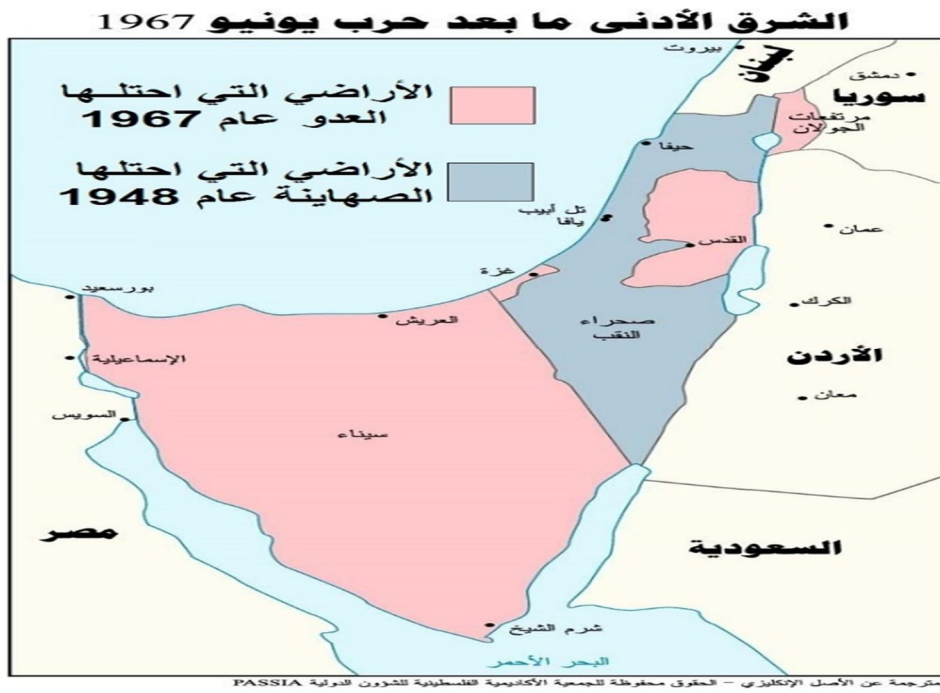 الشرق الأدنى ما بعد حرب يونيو 1967
بيروت
لبنان
دمشق
سوريا
مرتفعات
الجولان
الأراضي التي احتلــها
العدو عام 1967
الأراضي التي احتلها
الصهاينة عام 1948
حيفا
تل أبيب
يافا
القدس
عمان
غزة
الكرك
بورسعيد
العريش
صحراء
النقب
الإسماعيلية
الأردن
معان
السويس
سيناء
مصر
السعودية
شرم الشيخ
البحر الأحمر
مترجمة عن الأصل الإنكليزي – الحقوق محفوظة للجمعية الأكاديمية الفلسطينية للشؤون الدولية PASSIA